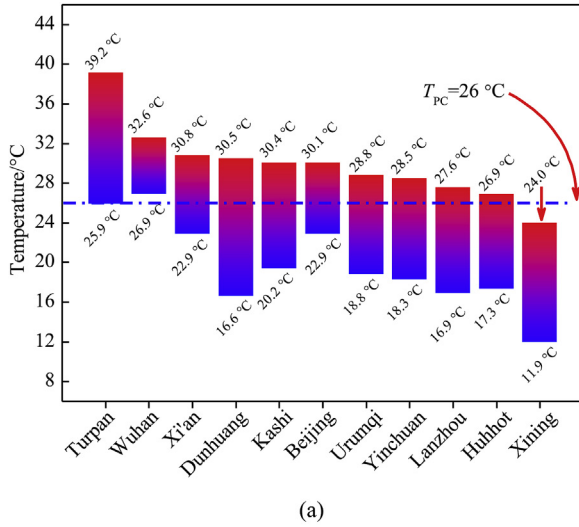 44
40
36
32
28
24
20
16
12
8
Temperature/°C
39.2 °C
32.6 °C
30.8 °C
30.5 °C
30.4 °C
30.1 °C
28.8 °C
28.5 °C
27.6 °C
26.9 °C
24.0 °C
TPC=26 °C
25.9 °C
26.9 °C
22.9 °C
16.6 °C
20.2 °C
22.9 °C
18.8 °C
18.3 °C
16.9 °C
17.3 °C
11.9 °C
Turpan
Wuhan
Xi'an
Dunhuang
Kashi
Beijing
Urumqi
Yinchuan
Lanzhou
Huhhot
Xining
(a)